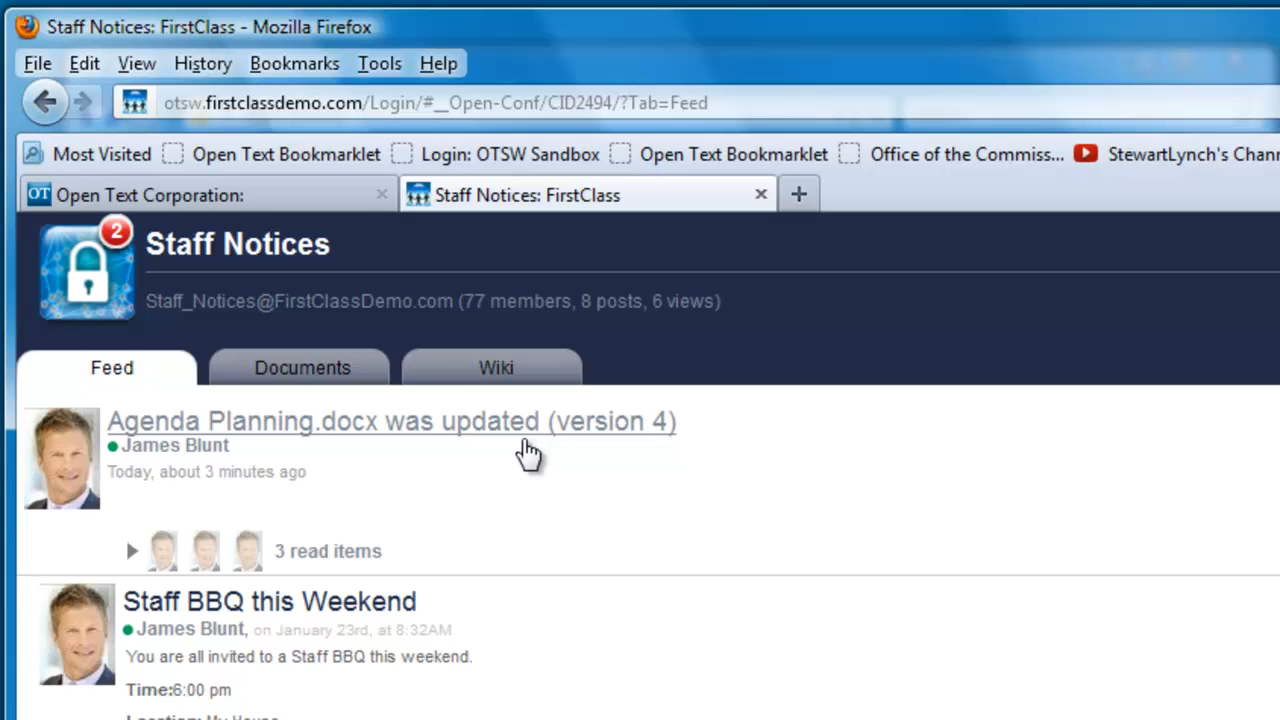 Staff Notices: FirstClass - Mozilla Firefox
File Edit View History Bookmarks Tools Help
otsw.firstclassdemo.com/Login/#__Open-Conf/CID2494/?Tab=Feed
Most Visited Open Text Bookmarklet Login: OTSW Sandbox Open Text Bookmarklet Office of the Commiss... StewartLynch's Chann
OT Open Text Corporation: Staff Notices: FirstClass
2
Staff Notices
Staff_Notices@FirstClassDemo.com (77 members, 8 posts, 6 views)
Feed Documents Wiki
Agenda Planning.docx was updated (version 4)
James Blunt
Today, about 3 minutes ago
3 read items
Staff BBQ this Weekend
James Blunt, on January 23rd, at 8:32AM
You are all invited to a Staff BBQ this weekend.
Time:6:00 pm
Location: My House